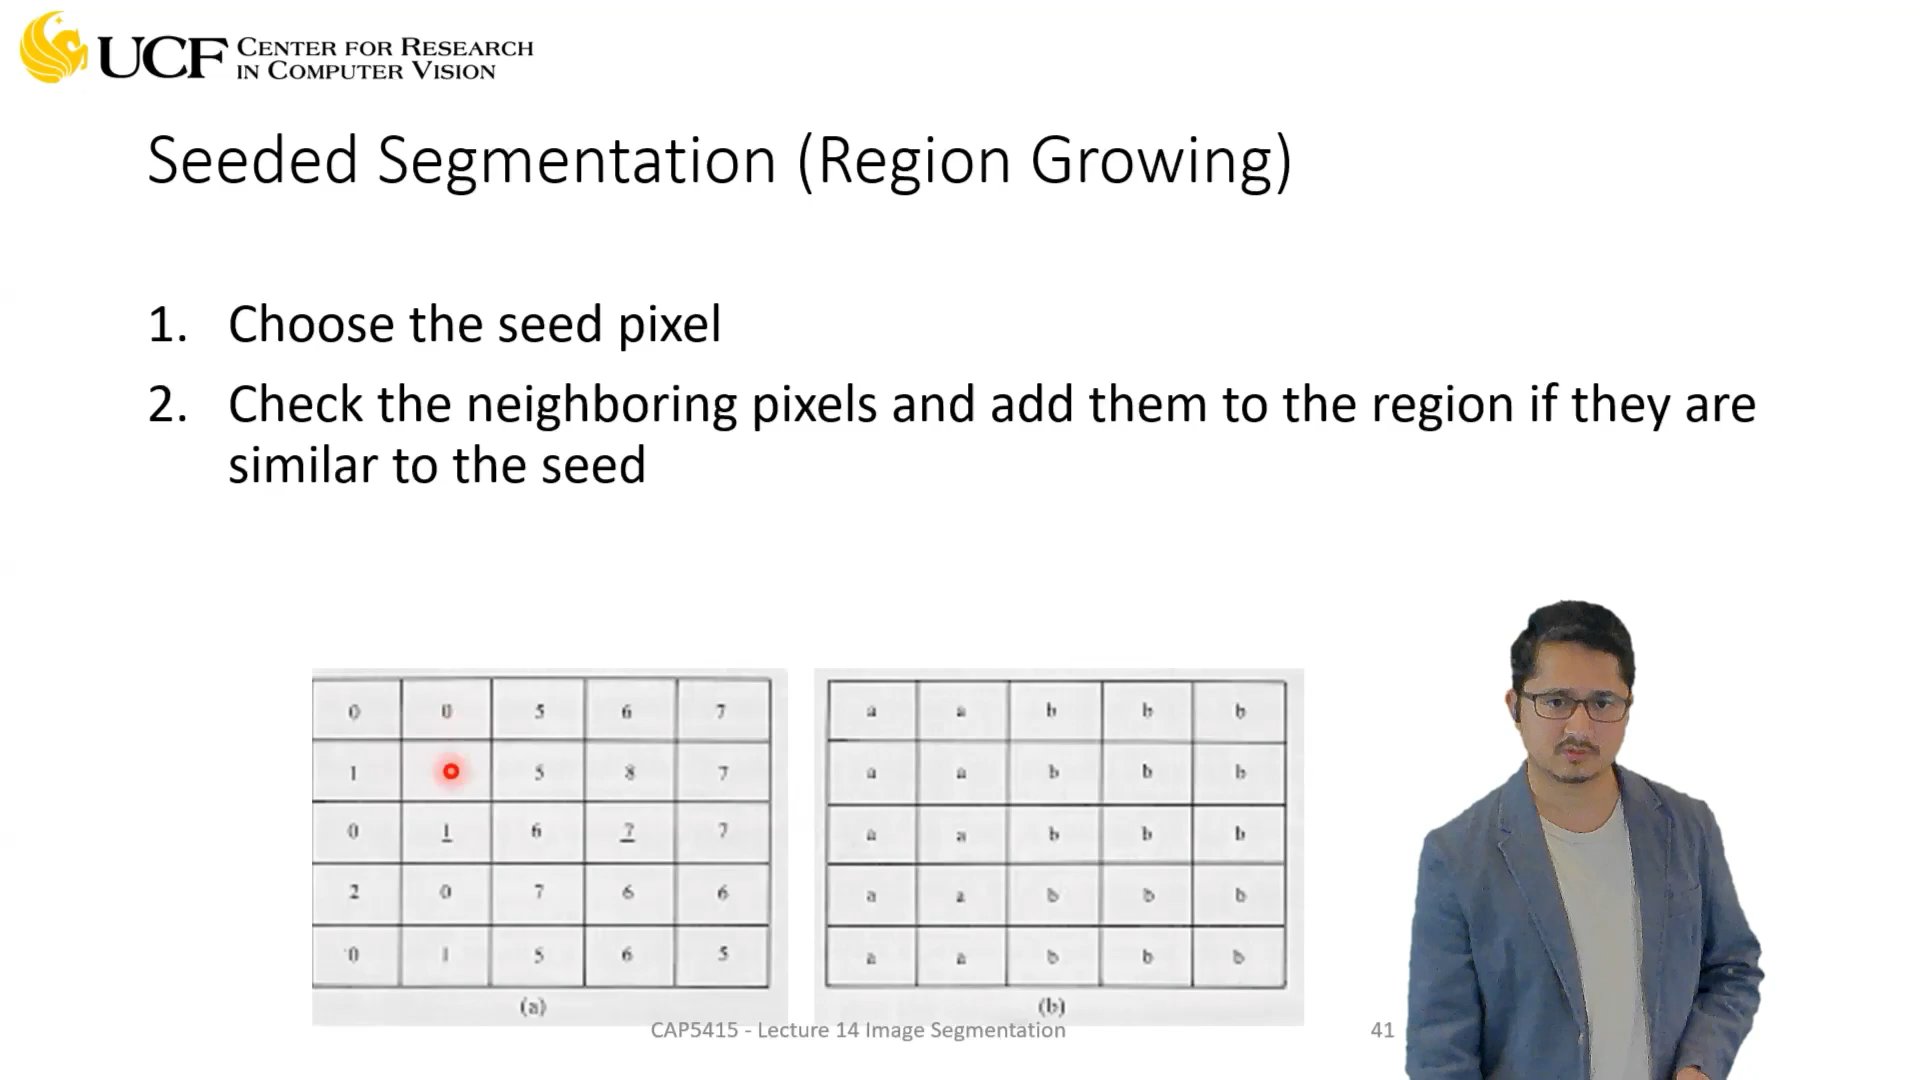 UCF CENTER FOR RESEARCH
IN COMPUTER VISION
Seeded Segmentation (Region Growing)
1. Choose the seed pixel
2. Check the neighboring pixels and add them to the region if they are
similar to the seed
0 0 5 6 7
1 5 8 7
0 1 6 7 7
2 0 7 6 6
0 1 5 6 5
(a)
a a b b b
a a b b b
a a b b b
a a b b b
a a b b b
(b)
CAP5415 - Lecture 14 Image Segmentation
41